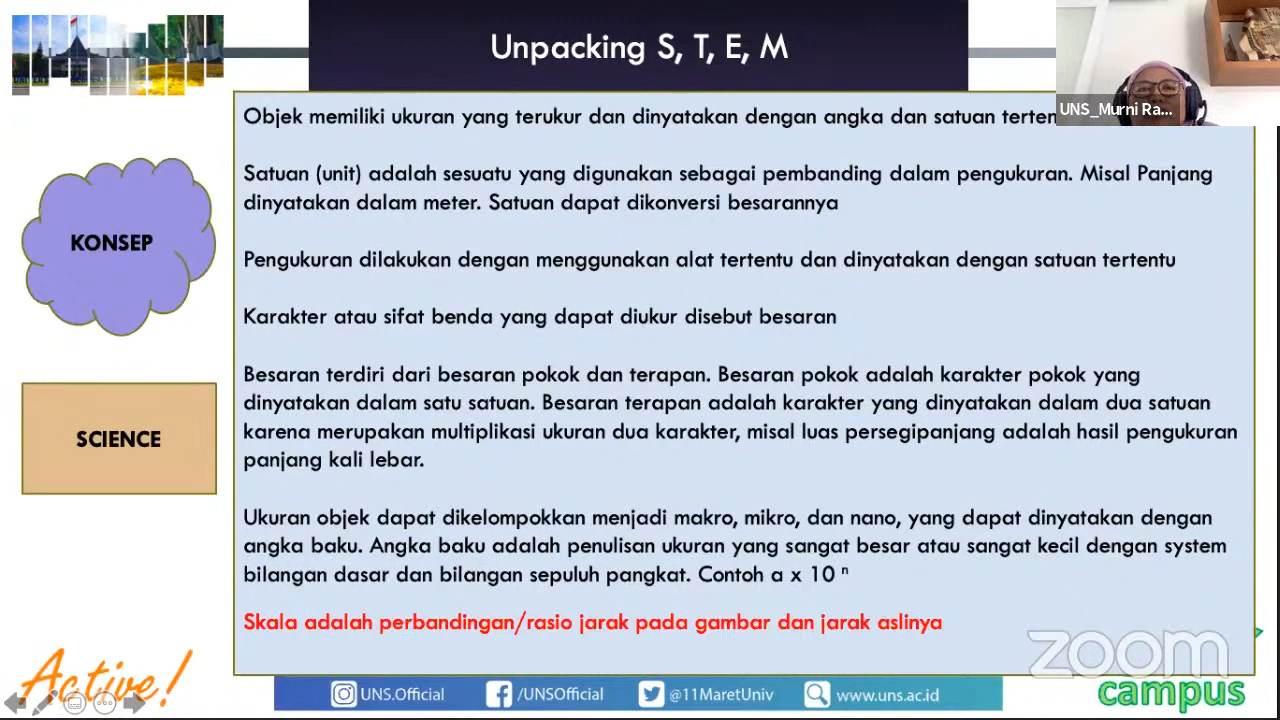 Unpacking S, T, E, M
UNS_Murni Ra...
Objek memiliki ukuran yang terukur dan dinyatakan dengan angka dan satuan
Satuan (unit) adalah sesuatu yang digunakan sebagai pembanding dalam pengukuran. Misal Panjang
dinyatakan dalam meter. Satuan dapat dikonversi besarannya
KONSEP
Pengukuran dilakukan dengan menggunakan alat tertentu dan dinyatakan dengan satuan tertentu
Karakter atau sifat benda yang dapat diukur disebut besaran
Besaran terdiri dari besaran pokok dan terapan. Besaran pokok adalah karakter pokok yang
dinyatakan dalam satu satuan. Besaran terapan adalah karakter yang dinyatakan dalam dua satuan
karena merupakan multiplikasi ukuran dua karakter, misal luas persegipanjang adalah hasil pengukuran
panjang kali lebar.
SCIENCE
Ukuran objek dapat dikelompokkan menjadi makro, mikro, dan nano, yang dapat dinyatakan dengan
angka baku. Angka baku adalah penulisan ukuran yang sangat besar atau sangat kecil dengan system
bilangan dasar dan bilangan sepuluh pangkat. Contoh a x 10 ⁿ
Skala adalah perbandingan/rasio jarak pada gambar dan jarak aslinya
zoom
Active!
UNS.Official
/UNSOfficial
@11MaretUniv
www.uns.ac.id
campus